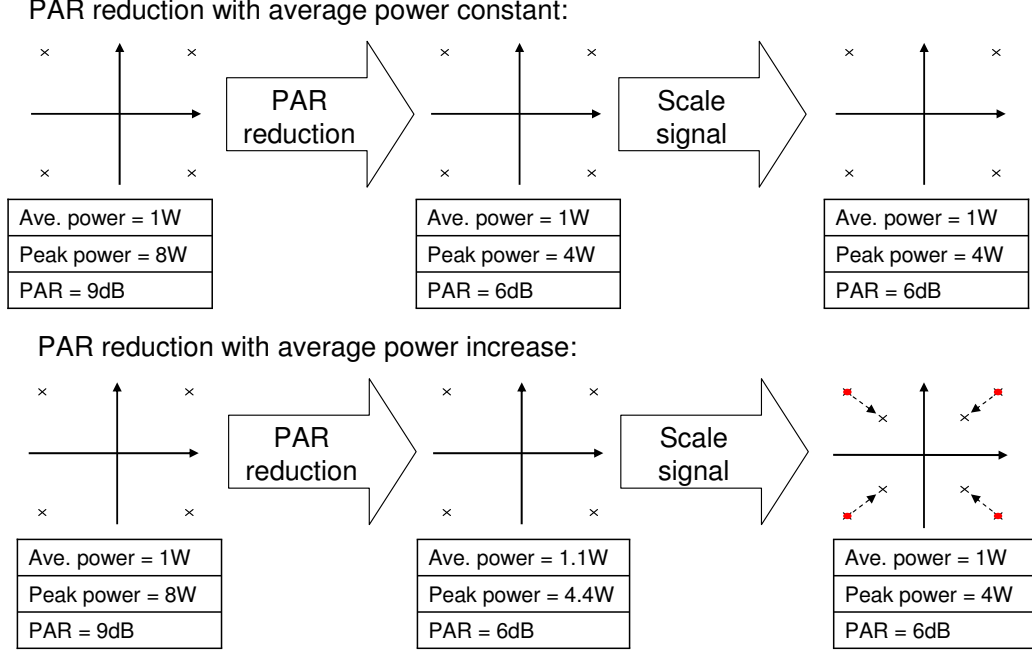 PAR reduction with average power constant:
PAR
reduction
Scale
signal
Ave. power = 1W
Peak power = 8W
PAR = 9dB
Ave. power = 1W
Peak power = 4W
PAR = 6dB
Ave. power = 1W
Peak power = 4W
PAR = 6dB
PAR reduction with average power increase:
PAR
reduction
Scale
signal
Ave. power = 1W
Peak power = 8W
PAR = 9dB
Ave. power = 1.1W
Peak power = 4.4W
PAR = 6dB
Ave. power = 1W
Peak power = 4W
PAR = 6dB